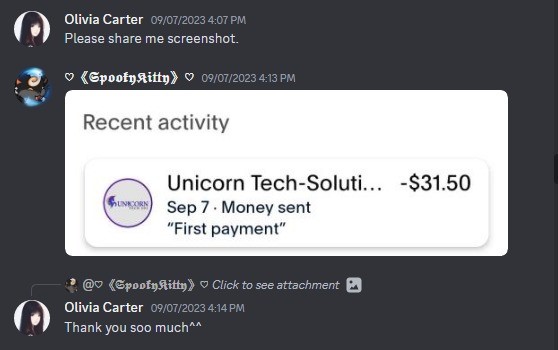 Olivia Carter 09/07/2023 4:07 PM
Please share me screenshot.
♡ 《𝕾𝖕𝖔𝖔𝖐𝖞𝕶𝖎𝖙𝖙𝖞》 ♡ 09/07/2023 4:13 PM
Recent activity
Unicorn Tech-Soluti... -$31.50
UNICORN
Sep 7 · Money sent
"First payment"
@♡ 《𝕾𝖕𝖔𝖔𝖐𝖞𝕶𝖎𝖙𝖙𝖞》 ♡ Click to see attachment
Olivia Carter 09/07/2023 4:14 PM
Thank you soo much^^